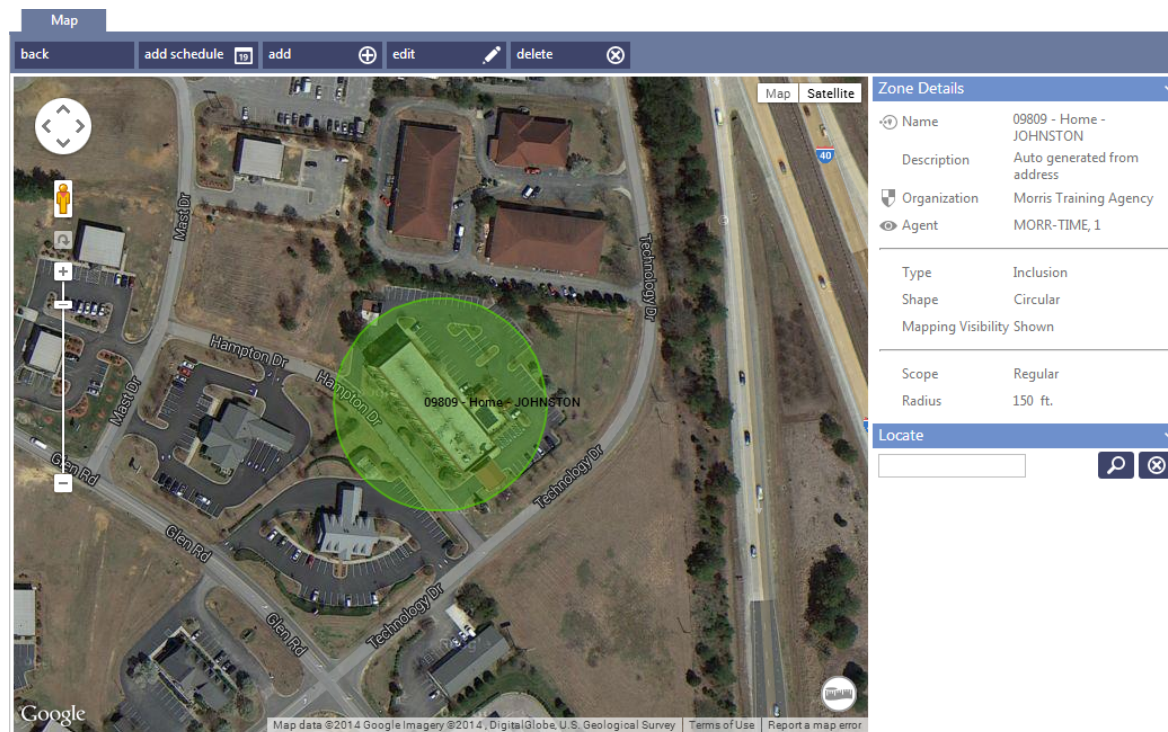 Map
back
add schedule
19
add
edit
delete
Map
Satellite
Zone Details
Name
09809 - Home -
JOHNSTON
Description
Auto generated from
address
Organization
Morris Training Agency
Agent
MORR-TIME, 1
Type
Inclusion
Shape
Circular
Mapping Visibility
Shown
Scope
Regular
Radius
150 ft.
Locate
40
Mast Dr
Technology Dr
Hampton Dr
Hampton Dr
09809 - Home - JOHNSTON
Mast Dr
Glen Rd
Technology Dr
Glen Rd
Glen Rd
Technology Dr
Google
Map data ©2014 Google Imagery ©2014 , DigitalGlobe, U.S. Geological Survey
Terms of Use
Report a map error